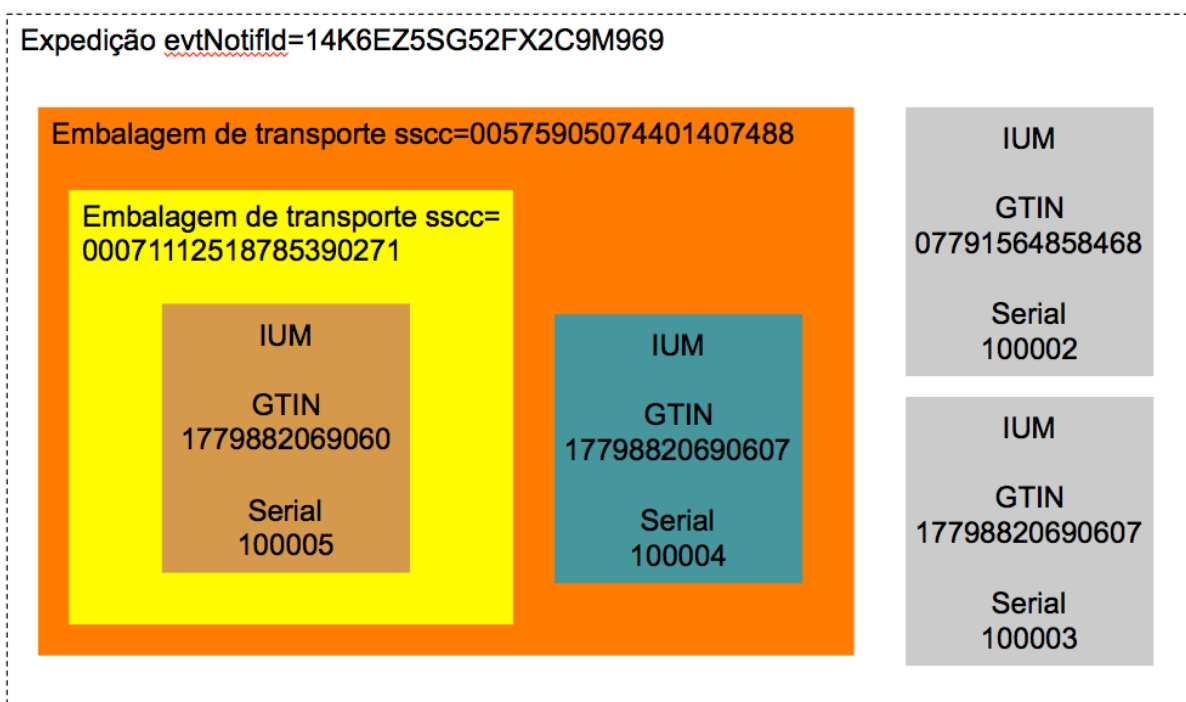 Expedição evtNotifId=14K6EZ5SG52FX2C9M969
Embalagem de transporte sscc=00575905074401407488
Embalagem de transporte sscc=
00071112518785390271
IUM
GTIN
1779882069060
Serial
100005
IUM
GTIN
17798820690607
Serial
100004
IUM
GTIN
07791564858468
Serial
100002
IUM
GTIN
17798820690607
Serial
100003